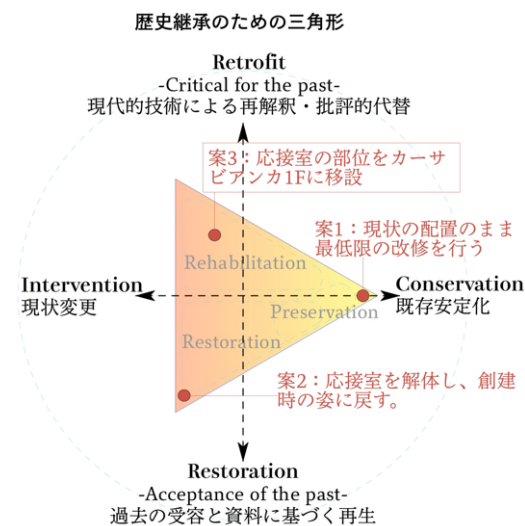 歴史継承のための三角形
Retrofit
-Critical for the past-
現代的技術による再解釈・批評的代替
案3：応接室の部位をカーサ
ビアンカ1Fに移設
案1：現状の配置のまま
最低限の改修を行う
Rehabilitation
Intervention
現状変更
Conservation
既存安定化
Preservation
Restoration
案2：応接室を解体し、創建
時の姿に戻す。
Restoration
-Acceptance of the past-
過去の受容と資料に基づく再生